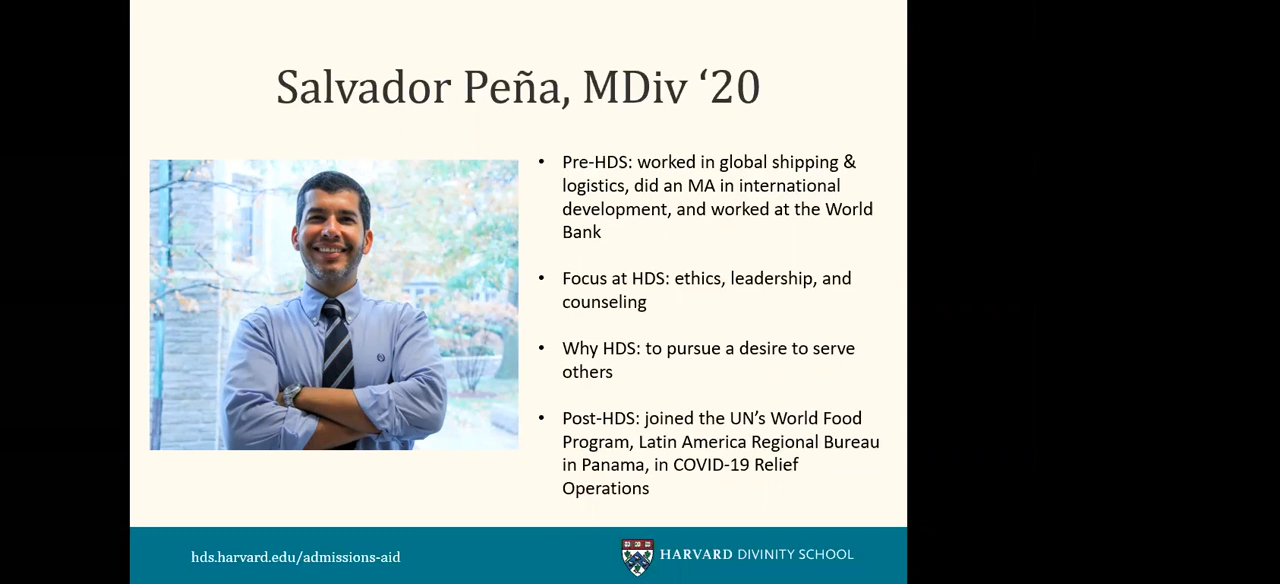 Salvador Peña, MDiv ‘20
• Pre-HDS: worked in global shipping &
logistics, did an MA in international
development, and worked at the World
Bank
• Focus at HDS: ethics, leadership, and
counseling
• Why HDS: to pursue a desire to serve
others
• Post-HDS: joined the UN’s World Food
Program, Latin America Regional Bureau
in Panama, in COVID-19 Relief
Operations
hds.harvard.edu/admissions-aid
HARVARD DIVINITY SCHOOL